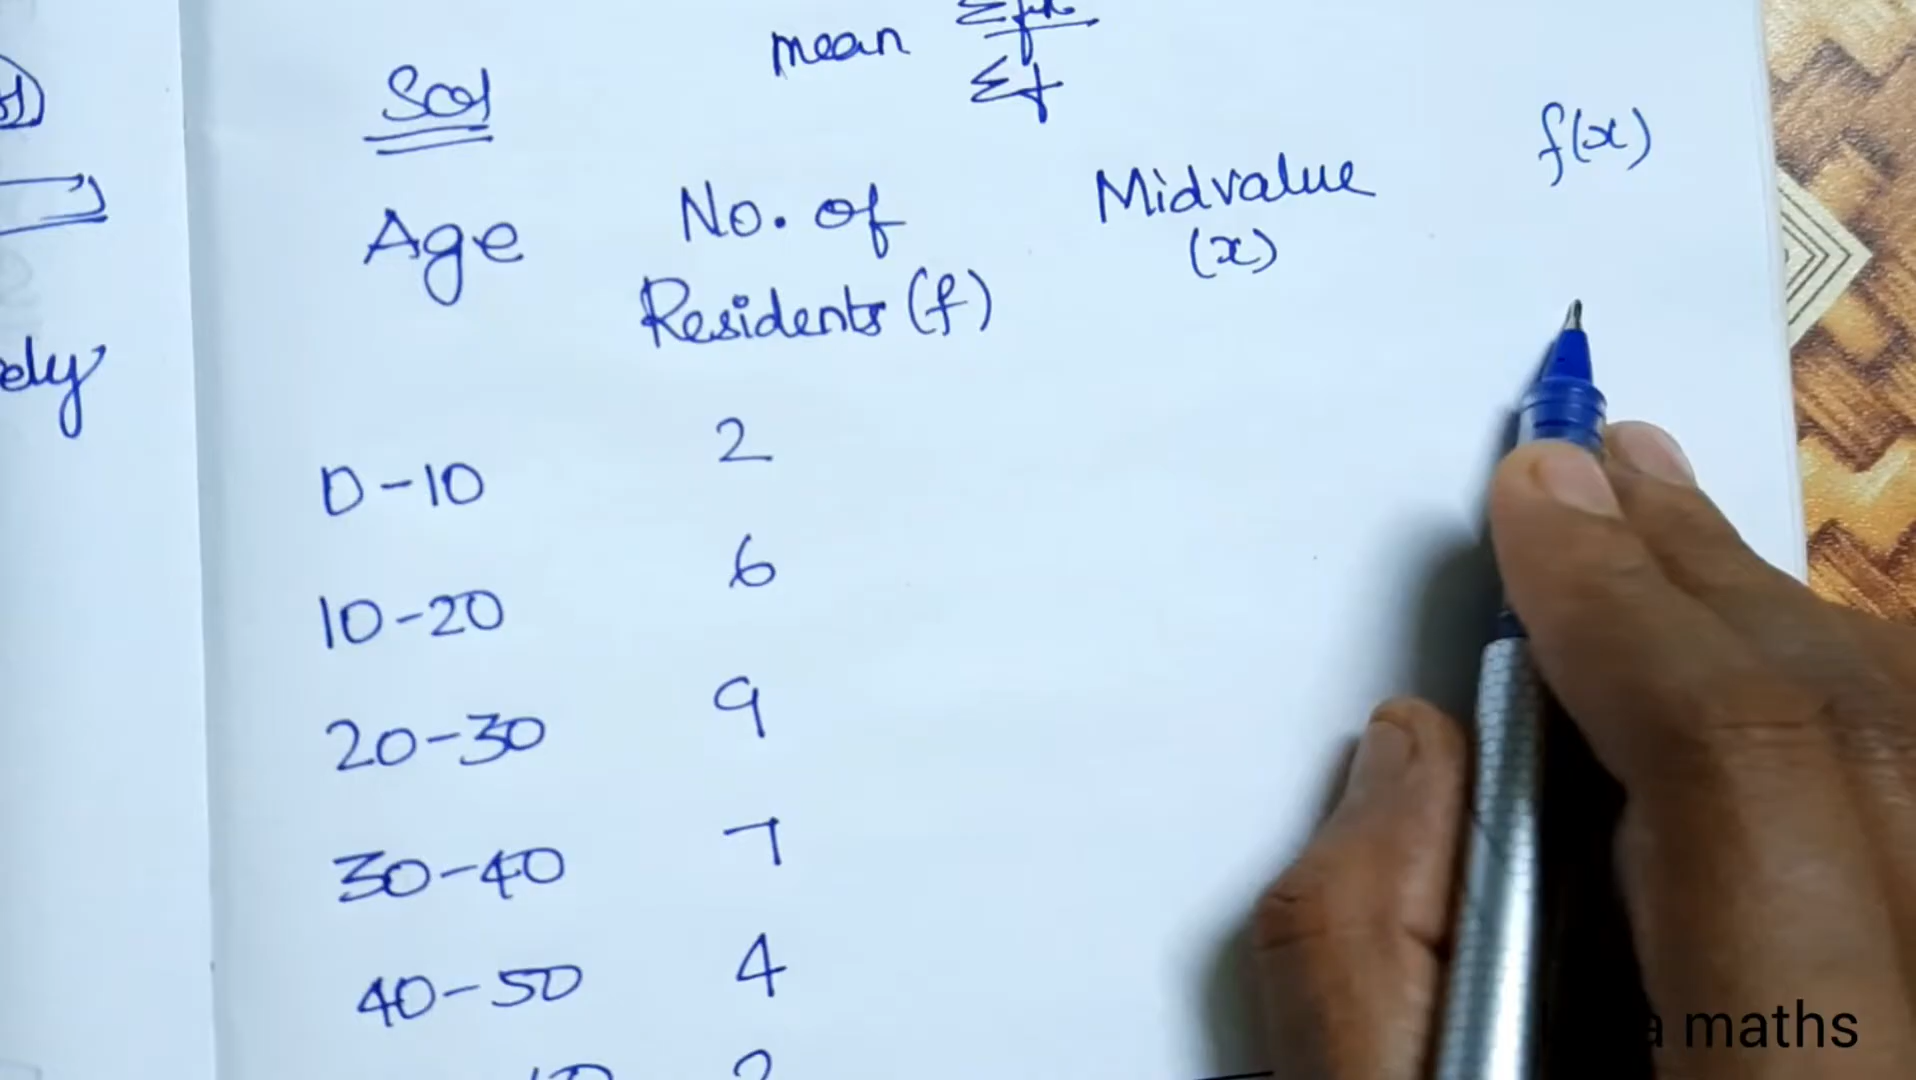 mean Σfx
Σf
Sol
Age No. of Residents (f) Midvalue (x) f(x)
0-10 2
10-20 6
20-30 9
30-40 7
40-50 4
ely
maths